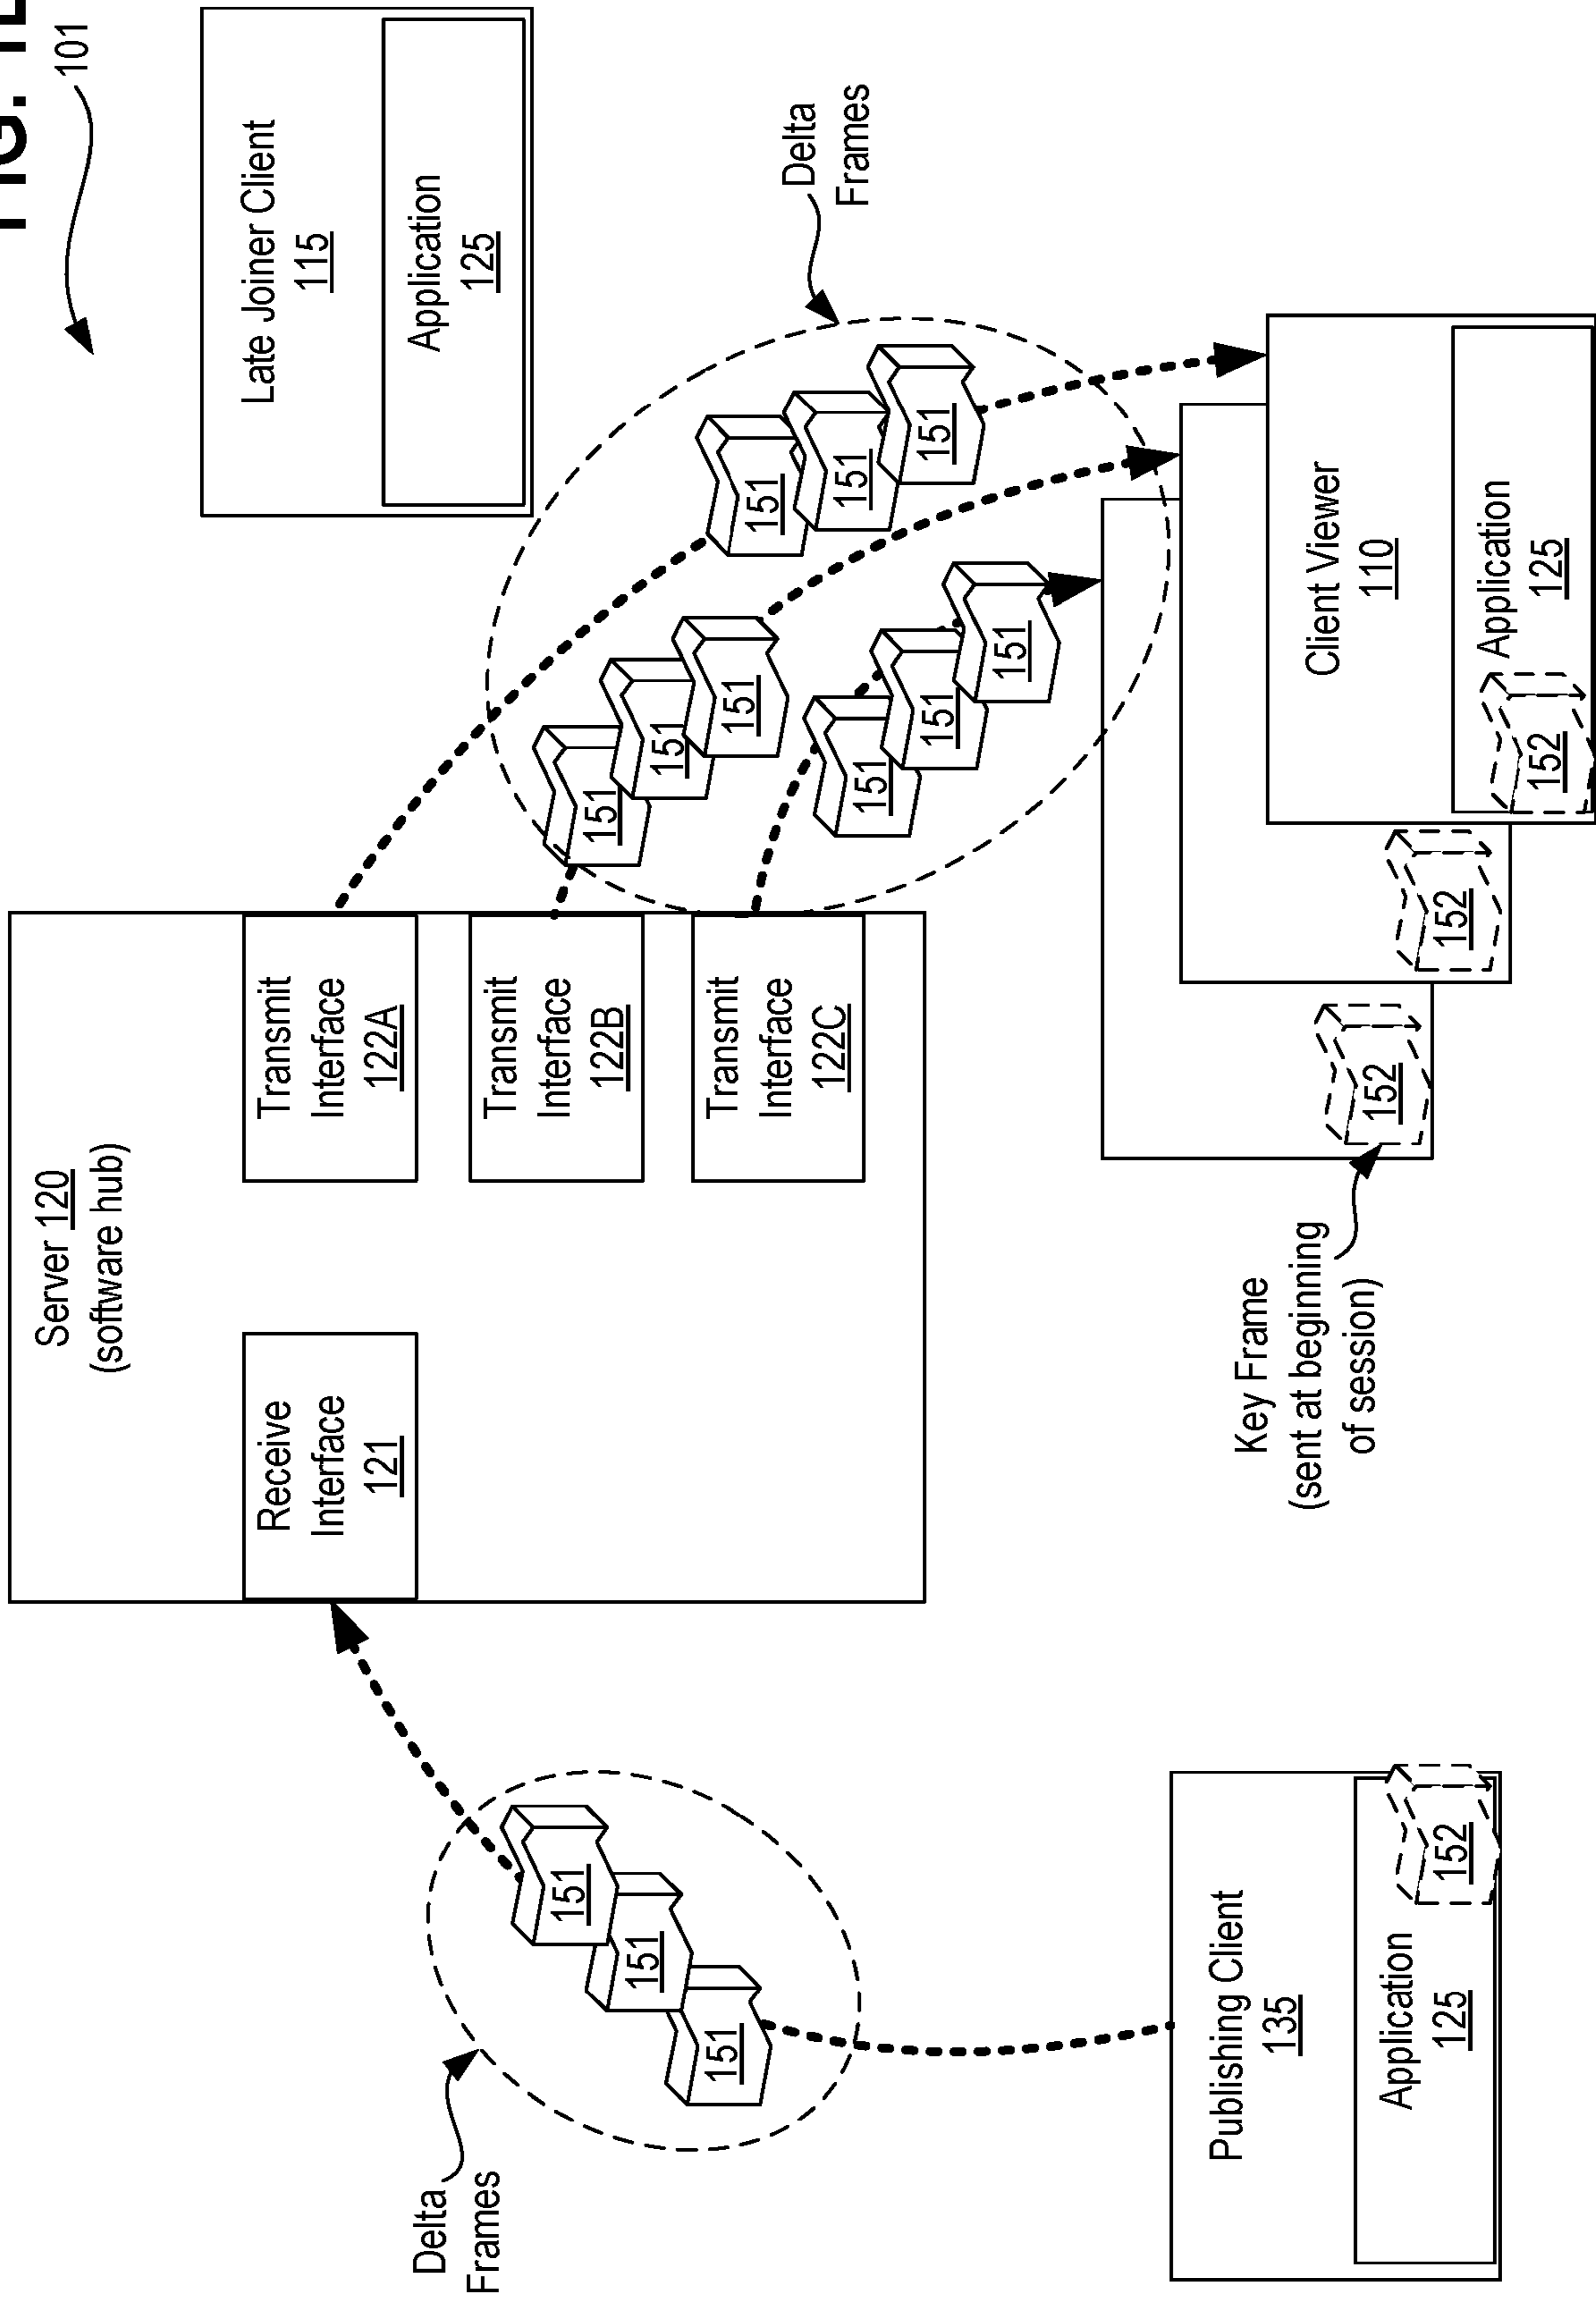 FIG.
101
Server 120
(software hub)
Receive
Interface
121
Transmit
Interface
122A
Transmit
Interface
122B
Transmit
Interface
122C
Late Joiner Client
115
Application
125
Delta
Frames
151
151
151
Delta
Frames
151
151
151
151
151
151
151
151
151
Publishing Client
135
Application
125
152
Key Frame
(sent at beginning
of session)
152
152
Client Viewer
110
Application
125
152